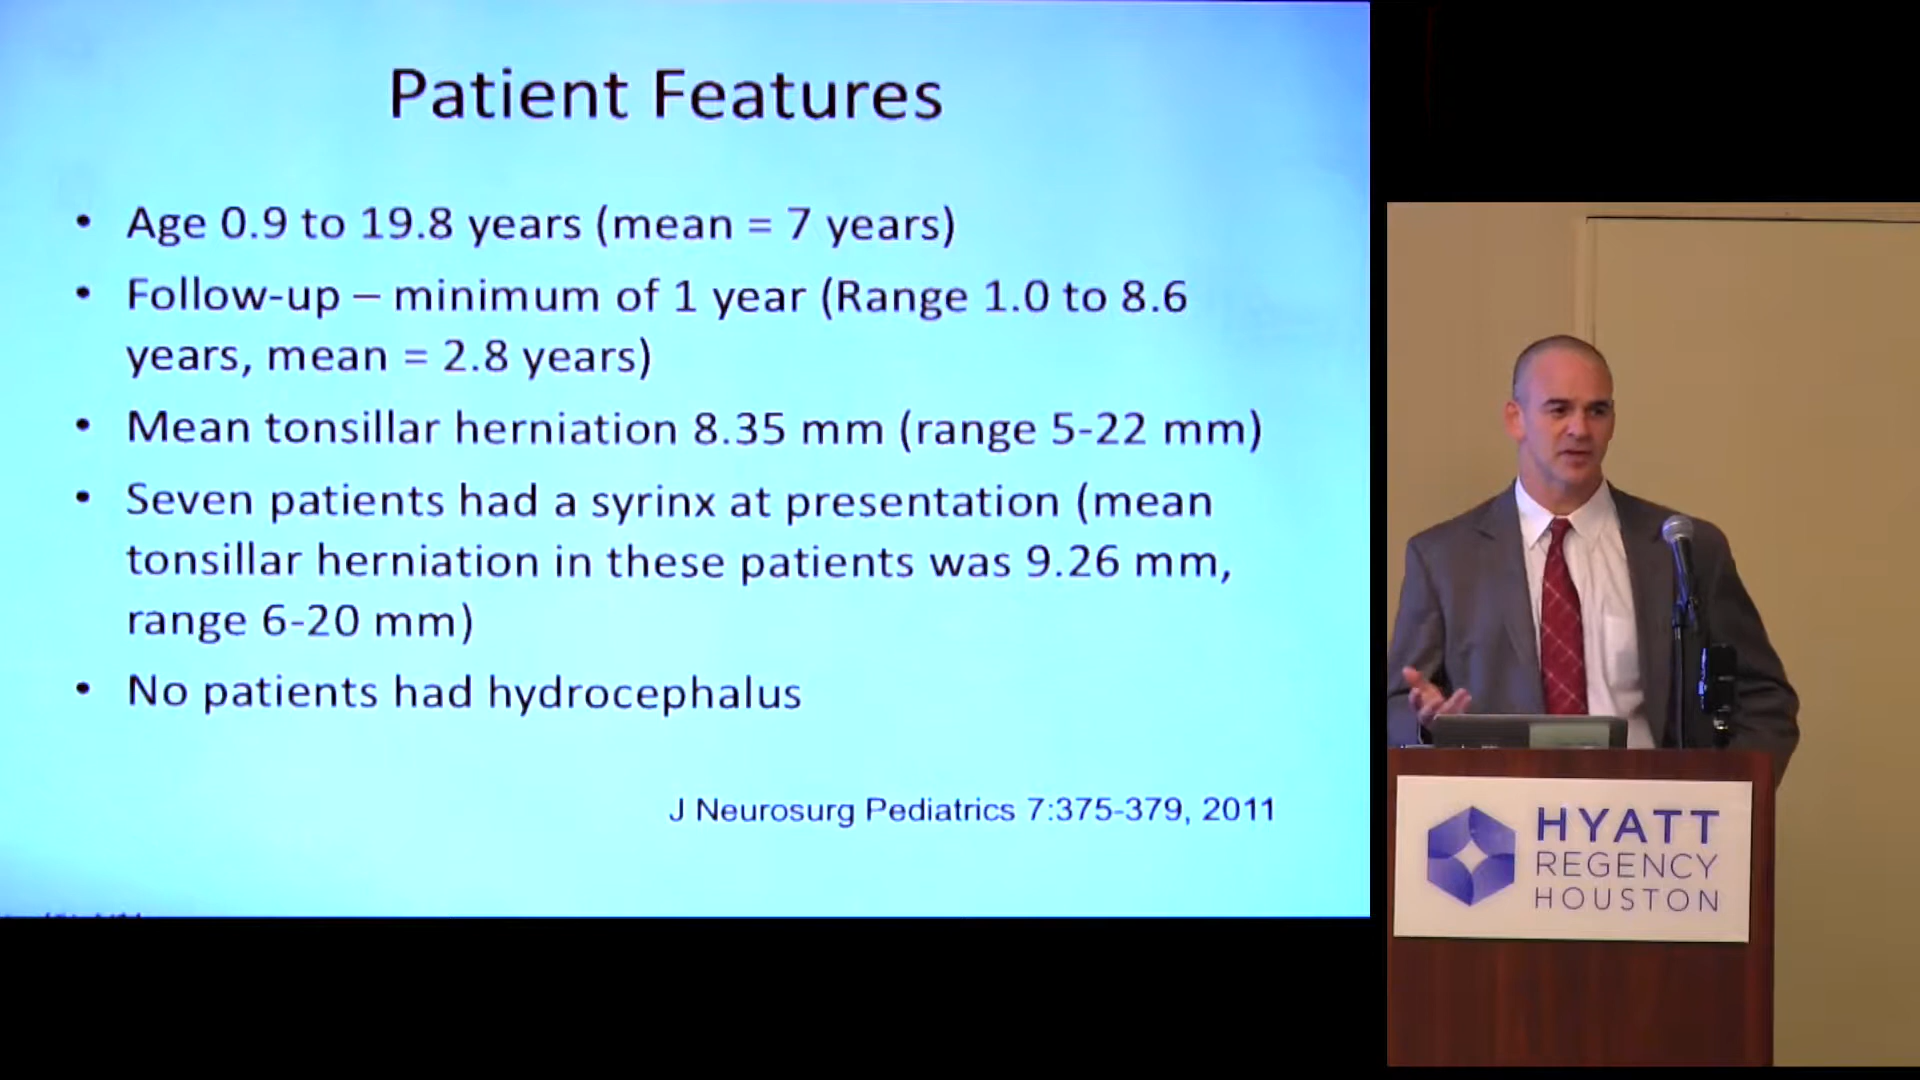 Patient Features
• Age 0.9 to 19.8 years (mean = 7 years)
• Follow-up – minimum of 1 year (Range 1.0 to 8.6
years, mean = 2.8 years)
• Mean tonsillar herniation 8.35 mm (range 5-22 mm)
• Seven patients had a syrinx at presentation (mean
tonsillar herniation in these patients was 9.26 mm,
range 6-20 mm)
• No patients had hydrocephalus
J Neurosurg Pediatrics 7:375-379, 2011
HYATT
REGENCY
HOUSTON